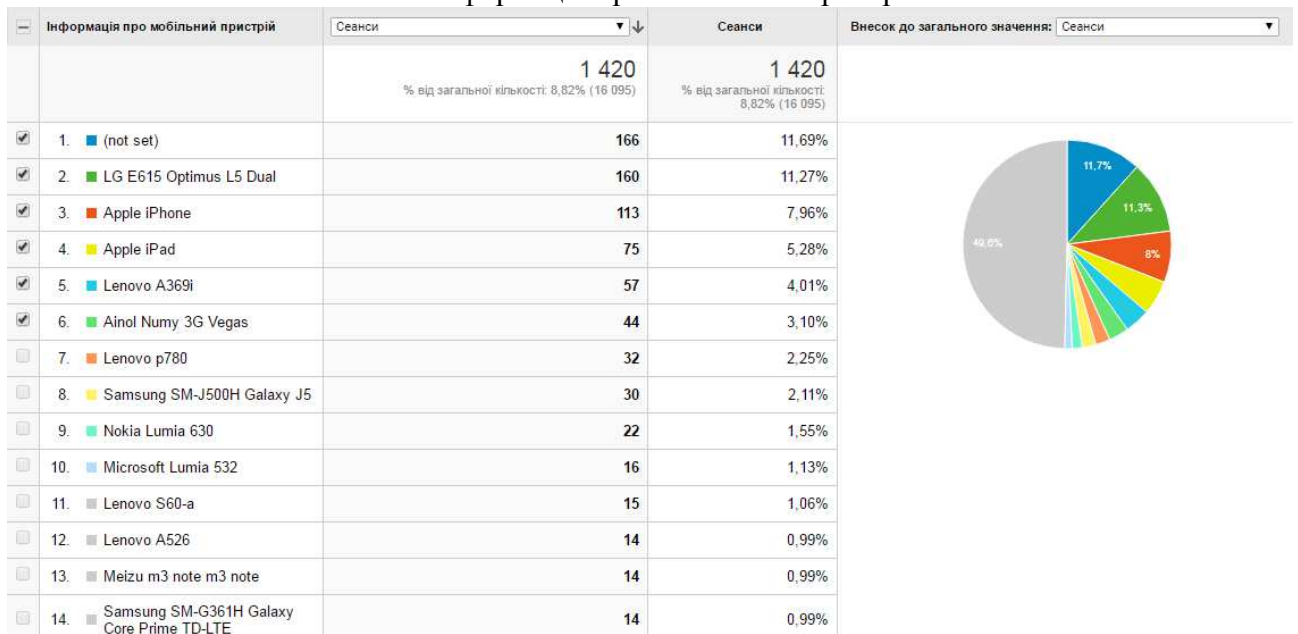 Інформація про мобільний пристрій Сеанси Сеанси Внесок до загального значення: Сеанси
1 420 1 420
% від загальної кількості: 8,82% (16 095) % від загальної кількості:
8,82% (16 095)
1. (not set) 166 11,69%
2. LG E615 Optimus L5 Dual 160 11,27%
3. Apple iPhone 113 7,96%
4. Apple iPad 75 5,28%
5. Lenovo A369i 57 4,01%
6. Ainol Numy 3G Vegas 44 3,10%
7. Lenovo p780 32 2,25%
8. Samsung SM-J500H Galaxy J5 30 2,11%
9. Nokia Lumia 630 22 1,55%
10. Microsoft Lumia 532 16 1,13%
11. Lenovo S60-a 15 1,06%
12. Lenovo A526 14 0,99%
13. Meizu m3 note m3 note 14 0,99%
14. Samsung SM-G361H Galaxy
Core Prime TD-LTE 14 0,99%
11,7%
11,3%
8%
49,6%